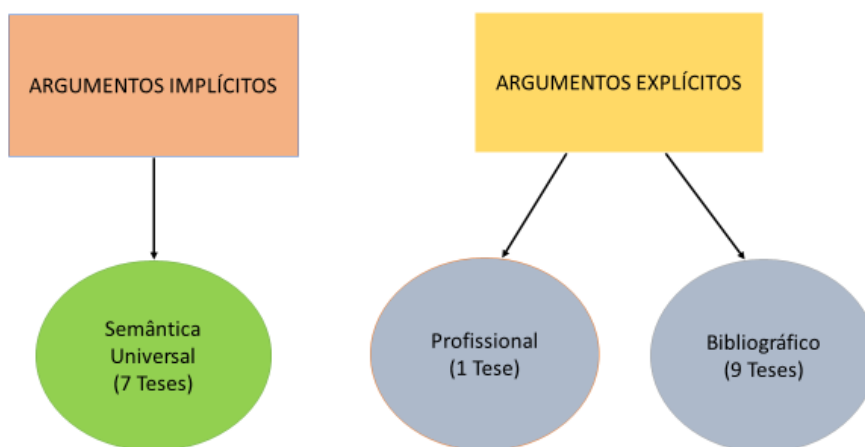 ARGUMENTOS IMPLÍCITOS
ARGUMENTOS EXPLÍCITOS
Semântica
Universal
(7 Teses)
Profissional
(1 Tese)
Bibliográfico
(9 Teses)